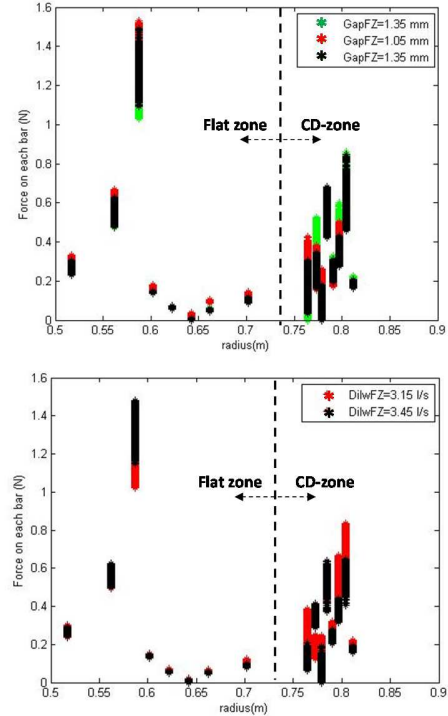 1.6
1.4
1.2
1
0.8
0.6
0.4
0.2
0
Force on each bar (N)
GapFZ=1.35 mm
GapFZ=1.05 mm
GapFZ=1.35 mm
Flat zone
CD-zone
0.5 0.55 0.6 0.65 0.7 0.75 0.8 0.85 0.9
radius(m)
1.6
1.4
1.2
1
0.8
0.6
0.4
0.2
0
Force on each bar (N)
DilwFZ=3.15 l/s
DilwFZ=3.45 l/s
Flat zone
CD-zone
0.5 0.55 0.6 0.65 0.7 0.75 0.8 0.85 0.9
radius(m)